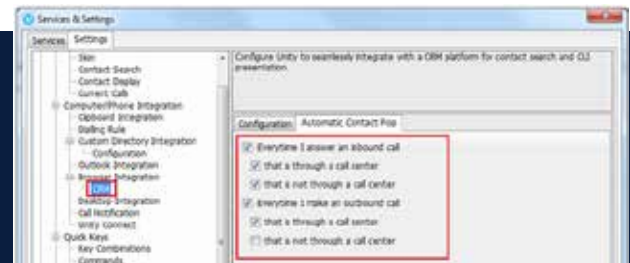 Services & Settings
Services
Settings
Skin
Contact Search
Contact Display
Current Calls
Computer/Phone Integration
Clipboard Integration
Dialing Rule
Custom Directory Integration
Configuration
Outlook Integration
Browser Integration
CRM
Desktop Integration
Call Notification
Unity Connect
Quick Keys
Key Combinations
Commands
Configure Unity to seamlessly integrate with a CRM platform for contact search and CLI
presentation.
Configuration
Automatic Contact Pop
Everytime I answer an inbound call
that is through a call center
that is not through a call center
Everytime I make an outbound call
that is through a call center
that is not through a call center